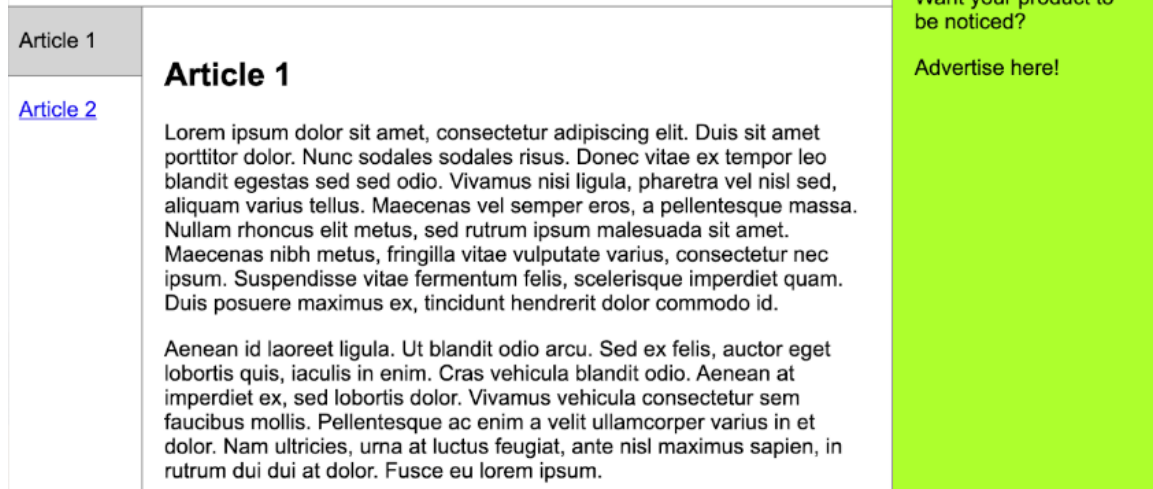 Article 1
Article 2
Article 1
Lorem ipsum dolor sit amet, consectetur adipiscing elit. Duis sit amet
porttitor dolor. Nunc sodales sodales risus. Donec vitae ex tempor leo
blandit egestas sed sed odio. Vivamus nisi ligula, pharetra vel nisl sed,
aliquam varius tellus. Maecenas vel semper eros, a pellentesque massa.
Nullam rhoncus elit metus, sed rutrum ipsum malesuada sit amet.
Maecenas nibh metus, fringilla vitae vulputate varius, consectetur nec
ipsum. Suspendisse vitae fermentum felis, scelerisque imperdiet quam.
Duis posuere maximus ex, tincidunt hendrerit dolor commodo id.
Aenean id laoreet ligula. Ut blandit odio arcu. Sed ex felis, auctor eget
lobortis quis, iaculis in enim. Cras vehicula blandit odio. Aenean at
imperdiet ex, sed lobortis dolor. Vivamus vehicula consectetur sem
faucibus mollis. Pellentesque ac enim a velit ullamcorper varius in et
dolor. Nam ultricies, urna at luctus feugiat, ante nisl maximus sapien, in
rutrum dui dui at dolor. Fusce eu lorem ipsum.
Want your product to
be noticed?
Advertise here!